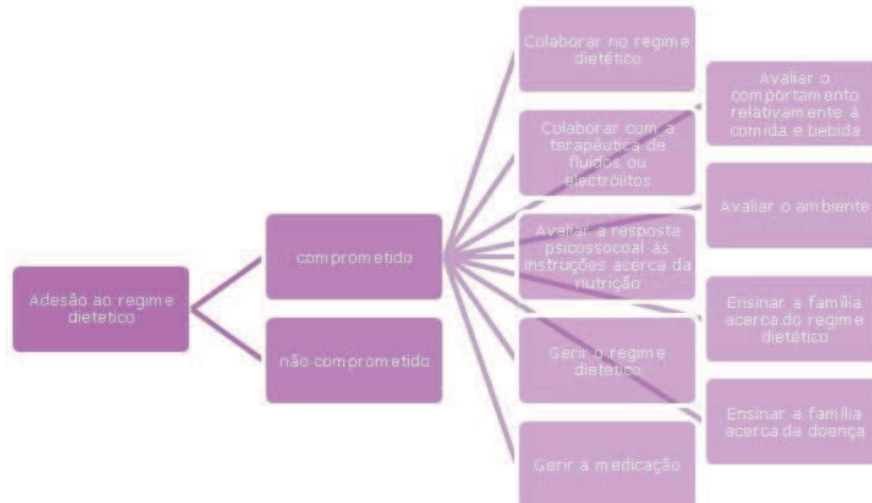 Adesão ao regime
dietético
comprometido
não comprometido
Colaborar no regime
dietético
Colaborar com a
terapêutica de
fluidos ou
electrólitos
Avaliar a resposta
psicossocoal às
instruções acerca da
nutrição
Gerir o regime
dietético
Gerir a medicação
Avaliar o
comportamento
relativamente à
comida e bebida
Avaliar o ambiente
Ensinar a família
acerca do regime
dietético
Ensinar a família
acerca da doença